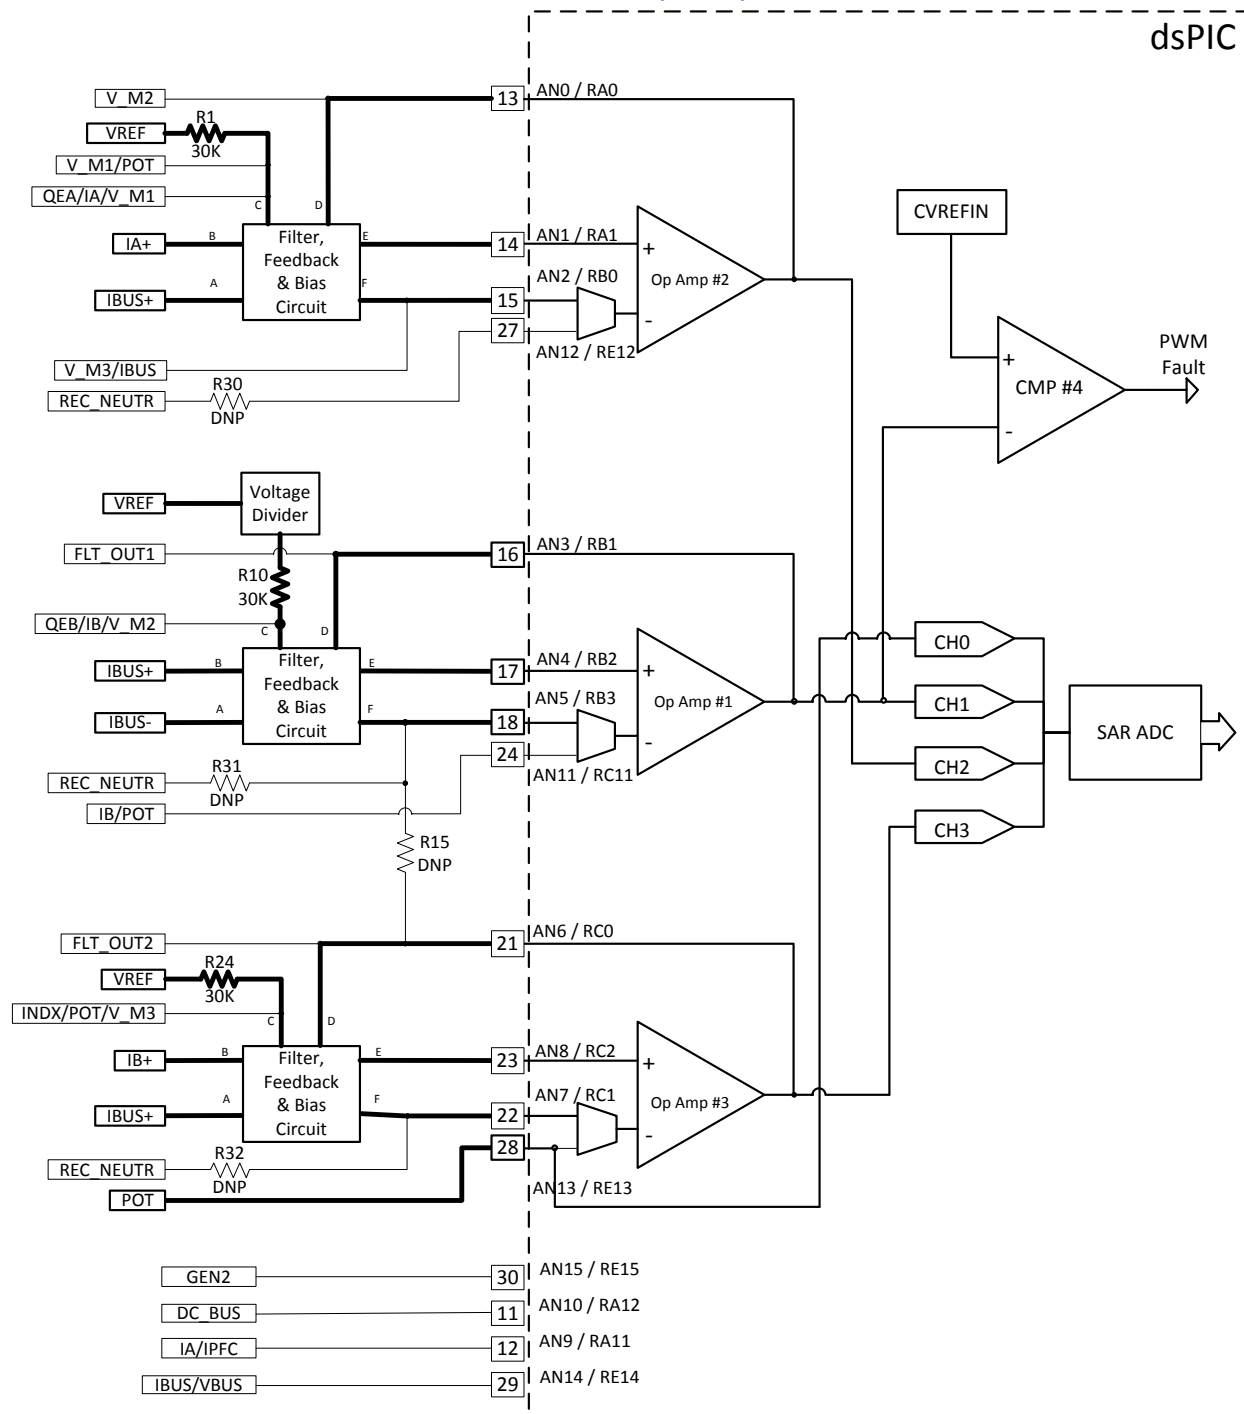 dsPIC
V_M2
13
AN0 / RA0
R1
VREF
30K
V_M1/POT
QEA/IA/V_M1
C
D
CVREFIN
IA+
B
Filter,
Feedback
& Bias
Circuit
E
14
AN1 / RA1
+
Op Amp #2
-
IBUS+
A
F
15
AN2 / RB0
27
AN12 / RE12
V_M3/IBUS
REC_NEUTR
R30
DNP
+
CMP #4
-
PWM
Fault
VREF
Voltage
Divider
FLT_OUT1
16
AN3 / RB1
R10
30K
QEB/IB/V_M2
C
D
IBUS+
B
Filter,
Feedback
& Bias
Circuit
E
17
AN4 / RB2
+
Op Amp #1
-
IBUS-
A
F
18
AN5 / RB3
24
AN11 / RC11
REC_NEUTR
R31
DNP
IB/POT
R15
DNP
CH0
CH1
CH2
CH3
SAR ADC
FLT_OUT2
21
AN6 / RC0
R24
VREF
30K
INDX/POT/V_M3
C
D
IB+
B
Filter,
Feedback
& Bias
Circuit
E
23
AN8 / RC2
+
Op Amp #3
-
IBUS+
A
F
22
AN7 / RC1
28
AN13 / RE13
REC_NEUTR
R32
DNP
POT
GEN2
30
AN15 / RE15
DC_BUS
11
AN10 / RA12
IA/IPFC
12
AN9 / RA11
IBUS/VBUS
29
AN14 / RE14